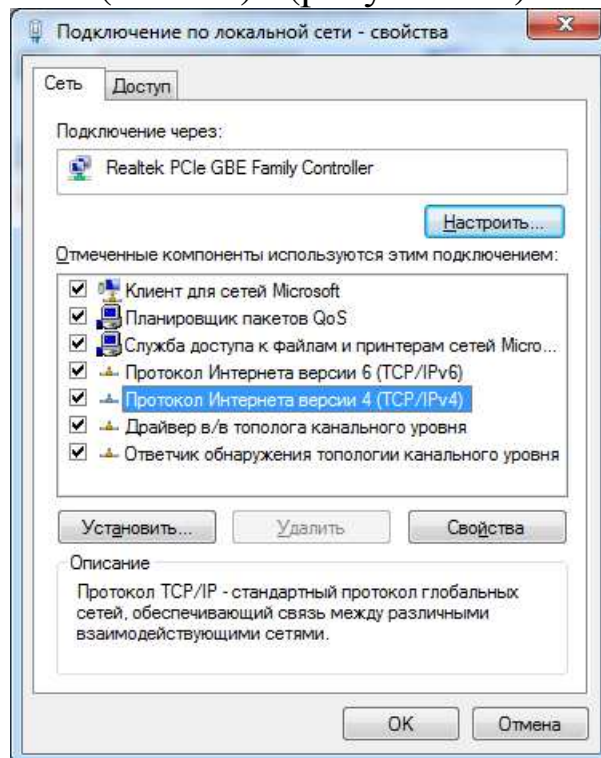 Подключение по локальной сети - свойства
Сеть
Доступ
Подключение через:
Realtek PCIe GBE Family Controller
Настроить...
Отмеченные компоненты используются этим подключением:
Клиент для сетей Microsoft
Планировщик пакетов QoS
Служба доступа к файлам и принтерам сетей Micro...
Протокол Интернета версии 6 (TCP/IPv6)
Протокол Интернета версии 4 (TCP/IPv4)
Драйвер в/в тополога канального уровня
Ответчик обнаружения топологии канального уровня
Установить...
Удалить
Свойства
Описание
Протокол TCP/IP - стандартный протокол глобальных
сетей, обеспечивающий связь между различными
взаимодействующими сетями.
OK
Отмена